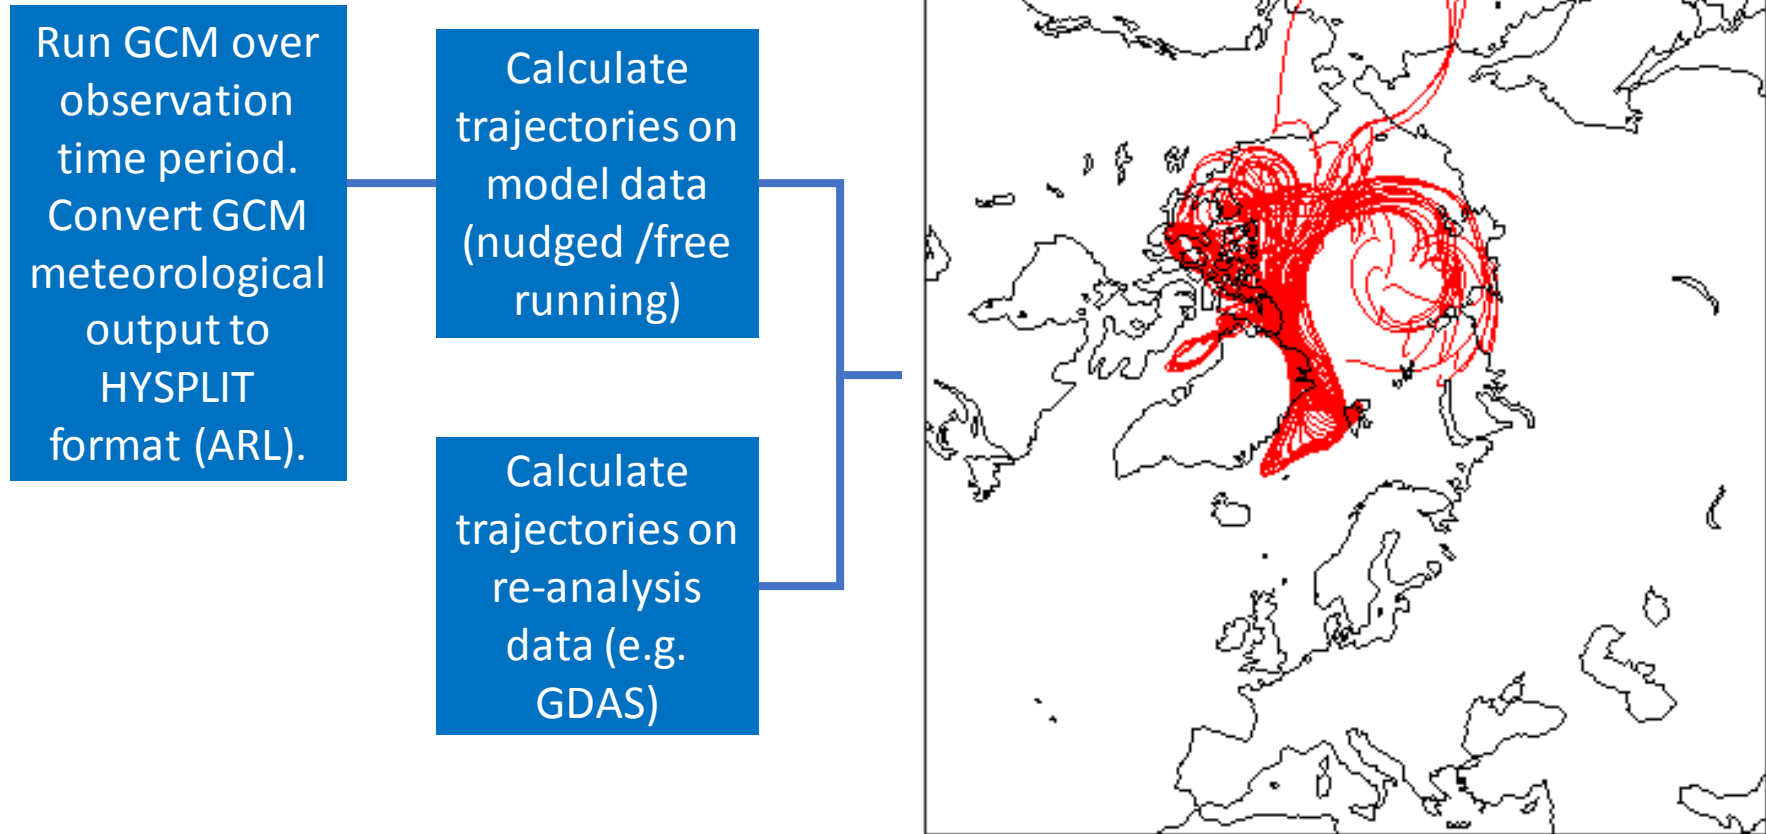 Run GCM over
observation
time period.
Convert GCM
meteorological
output to
HYSPLIT
format (ARL).
Calculate
trajectories on
model data
(nudged /free
running)
Calculate
trajectories on
re-analysis
data (e.g.
GDAS)